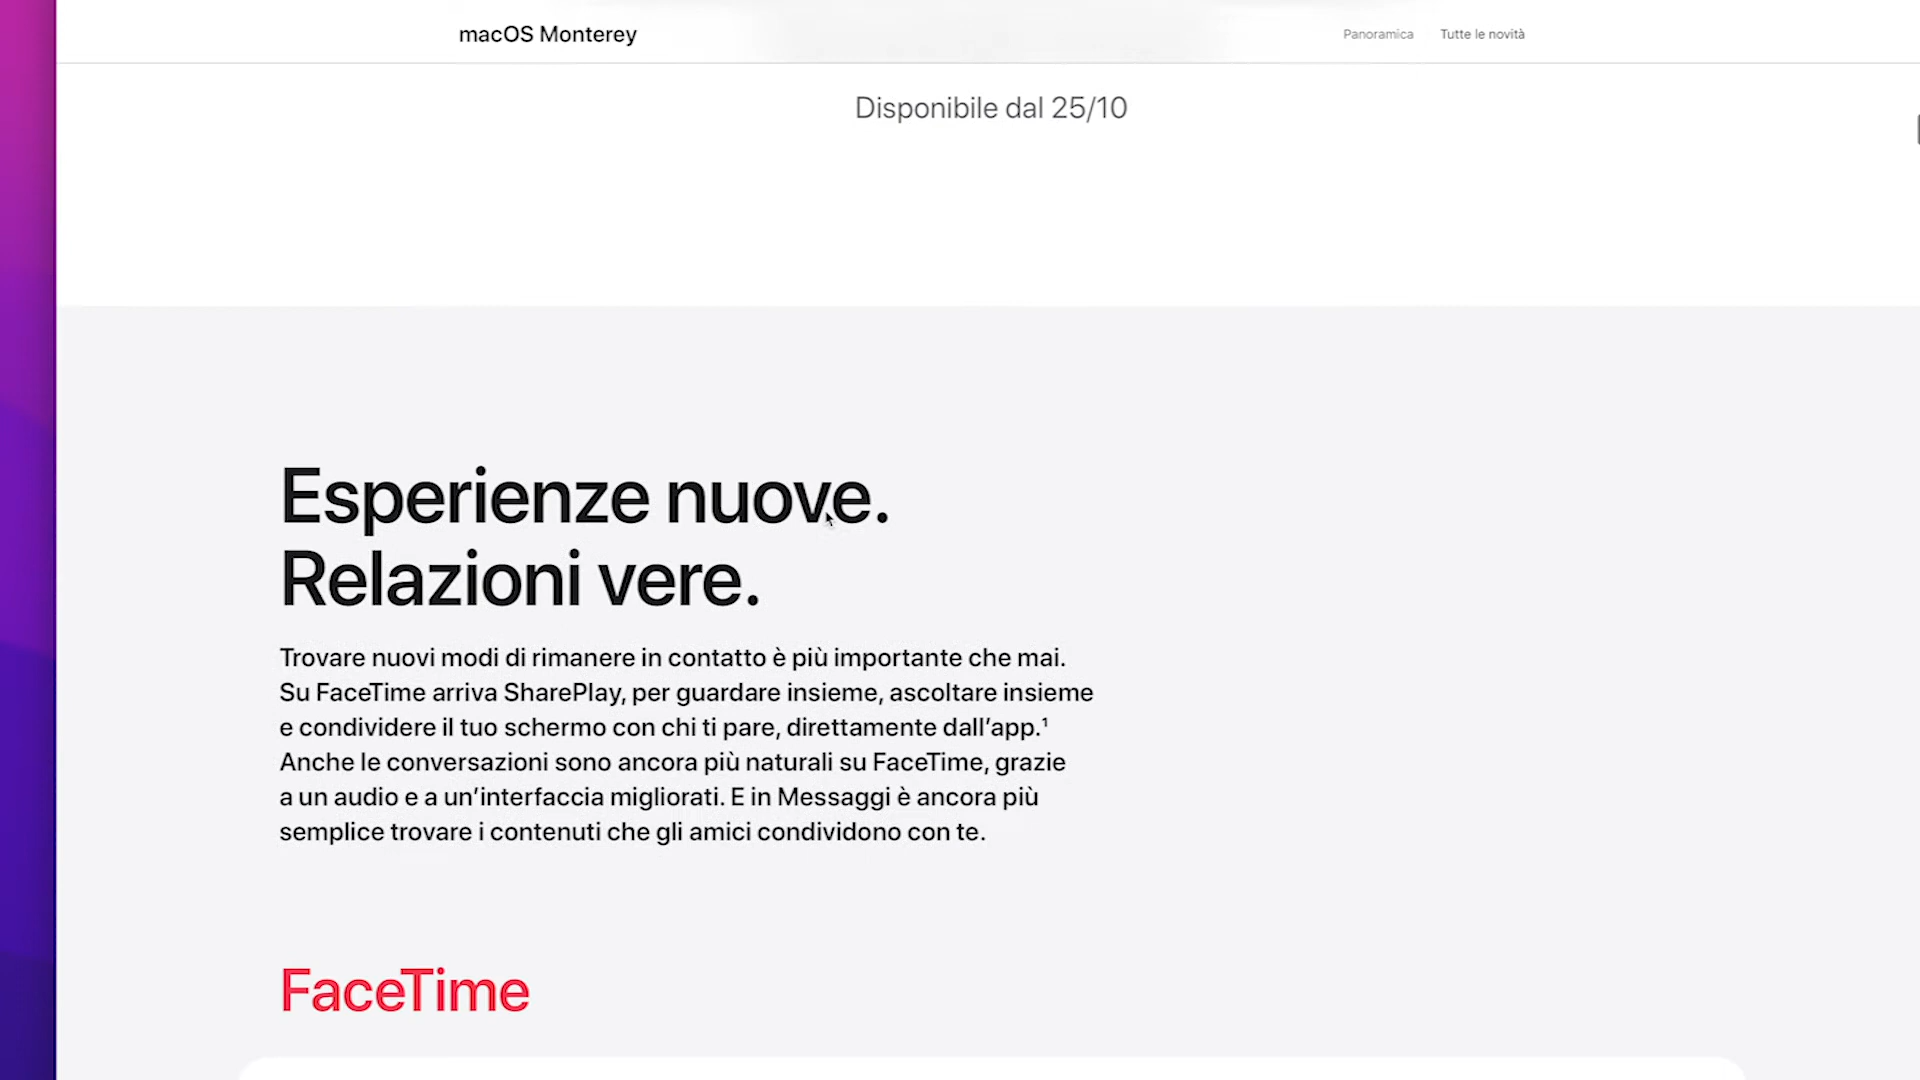 macOS Monterey
Panoramica
Tutte le novità
Disponibile dal 25/10
Esperienze nuove.
Relazioni vere.
Trovare nuovi modi di rimanere in contatto è più importante che mai.
Su FaceTime arriva SharePlay, per guardare insieme, ascoltare insieme
e condividere il tuo schermo con chi ti pare, direttamente dall’app.¹
Anche le conversazioni sono ancora più naturali su FaceTime, grazie
a un audio e a un’interfaccia migliorati. E in Messaggi è ancora più
semplice trovare i contenuti che gli amici condividono con te.
FaceTime